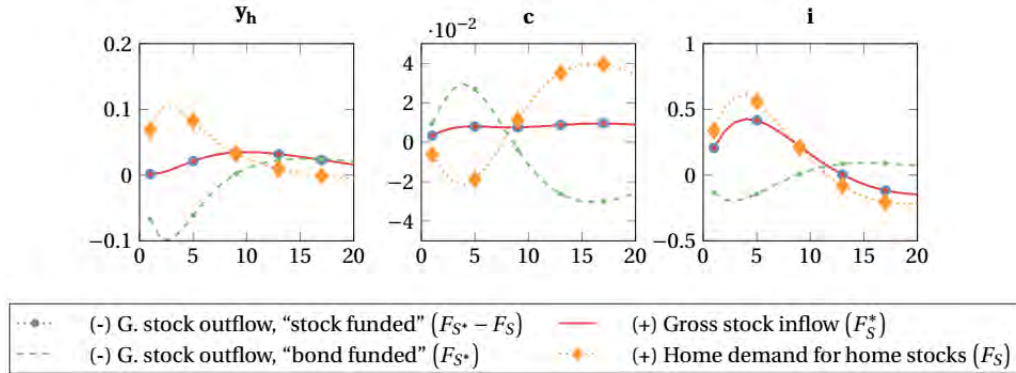 y_h c i
·10⁻²
0.2 4 1
0.1 2 0.5
0 0 0
−2
−0.1 −4 −0.5
0 5 10 15 20 0 5 10 15 20 0 5 10 15 20
(-) G. stock outflow, “stock funded” (F_{S*} − F_S) (+) Gross stock inflow (F_S^*)
(-) G. stock outflow, “bond funded” (F_{S*}) (+) Home demand for home stocks (F_S)